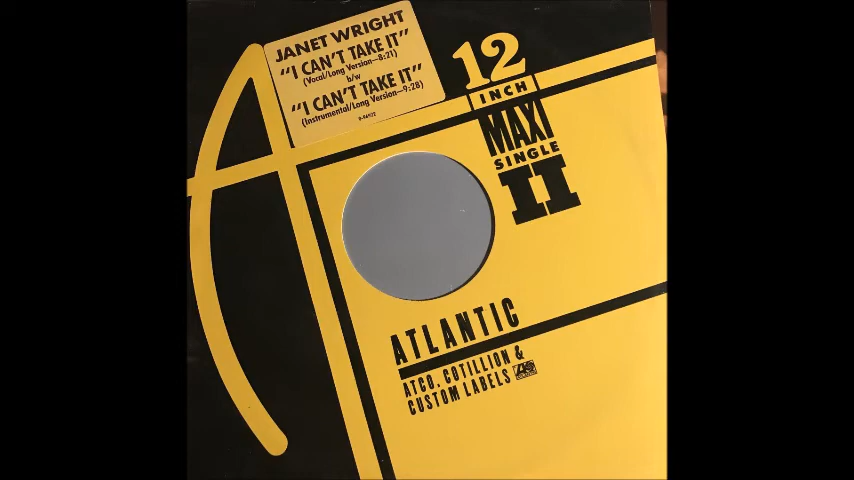 JANET WRIGHT
"I CAN'T TAKE IT"
(Vocal/Long Version—8:21)
b/w
"I CAN'T TAKE IT"
(Instrumental/Long Version—9:28)
12
INCH
MAXI
SINGLE
II
ATLANTIC
ATCO, COTILLION &
CUSTOM LABELS